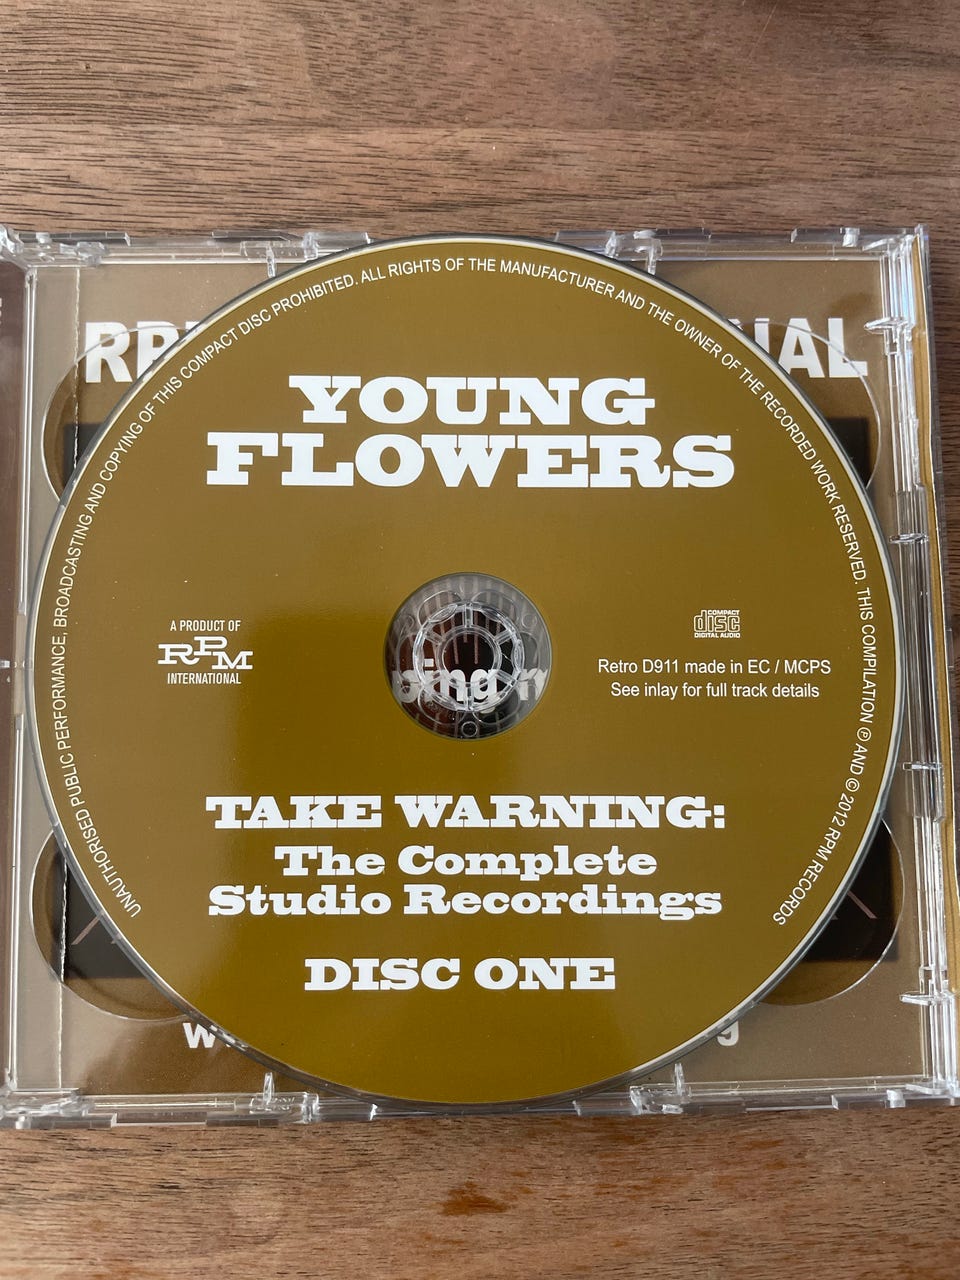 UNAUTHORISED PUBLIC PERFORMANCE, BROADCASTING AND COPYING OF THIS COMPACT DISC PROHIBITED. ALL RIGHTS OF THE MANUFACTURER AND THE OWNER OF THE RECORDED WORK RESERVED. THIS COMPILATION ℗ AND © 2012 RPM RECORDS
YOUNG
FLOWERS
A PRODUCT OF
RPM
INTERNATIONAL
COMPACT
disc
DIGITAL AUDIO
Retro D911 made in EC / MCPS
See inlay for full track details
TAKE WARNING:
The Complete
Studio Recordings
DISC ONE